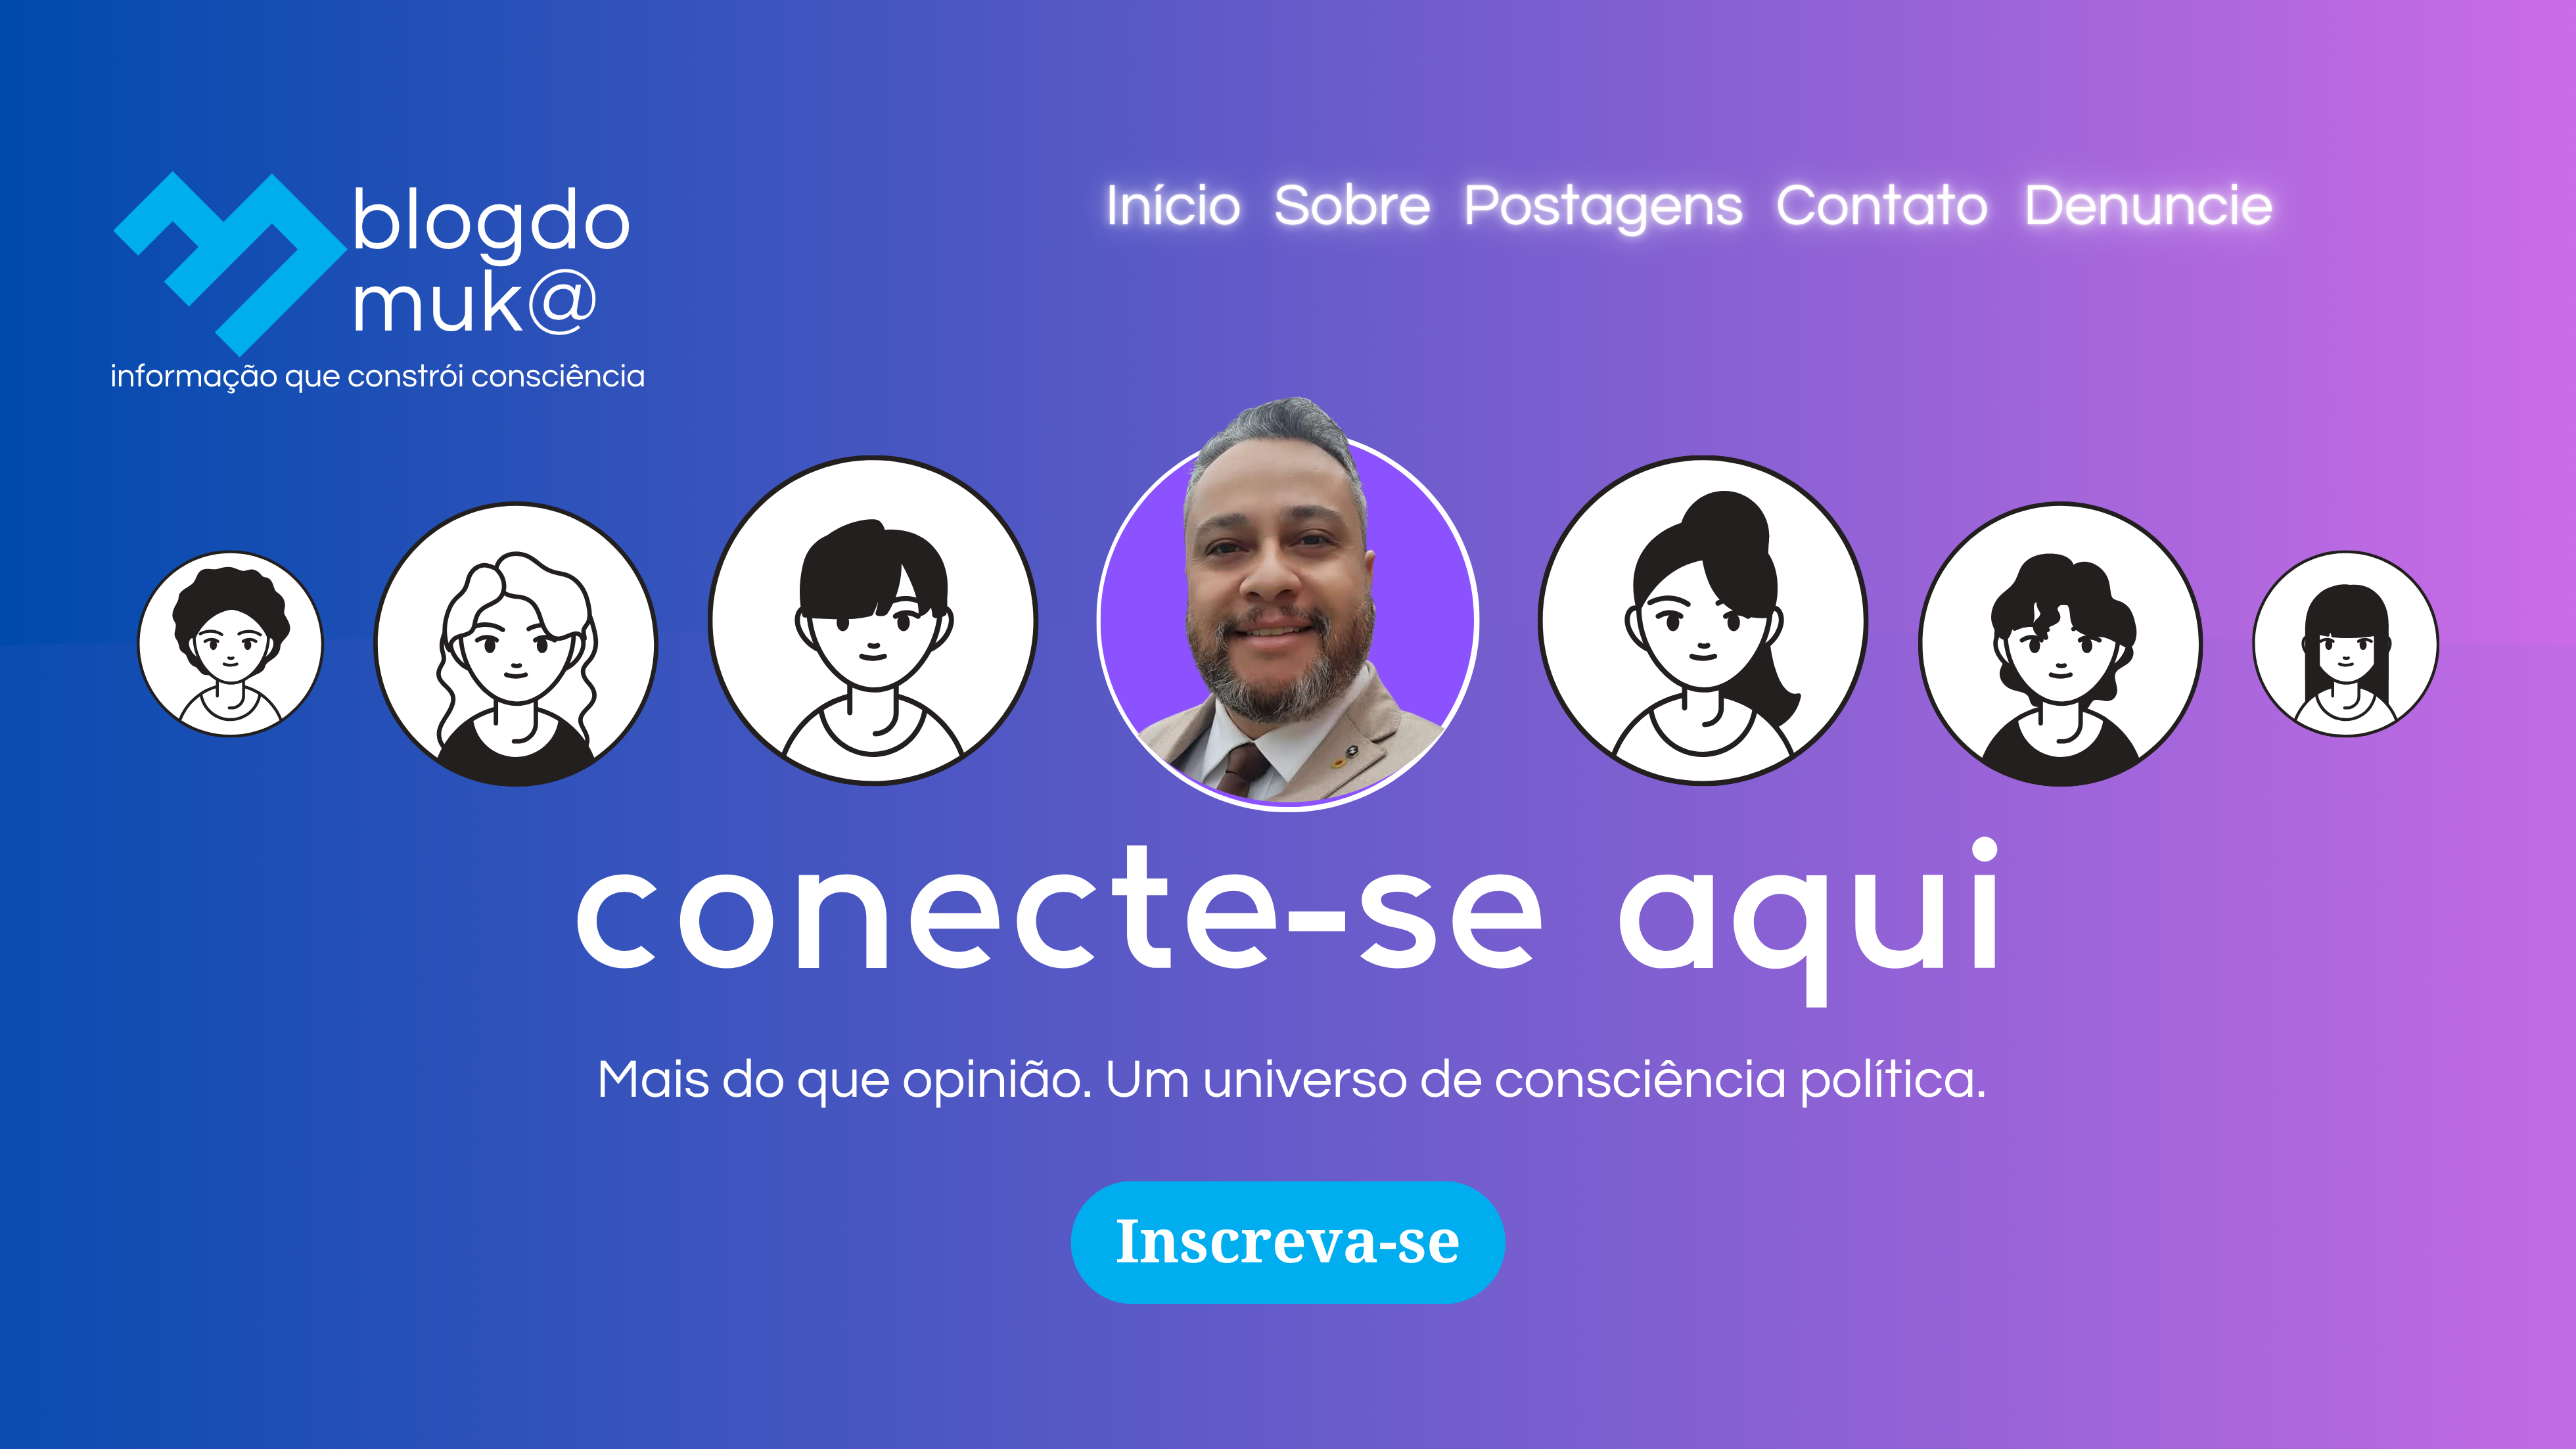 blogdo
muk@
informação que constrói consciência
Início Sobre Postagens Contato Denuncie
conecte-se aqui
Mais do que opinião. Um universo de consciência política.
Inscreva-se